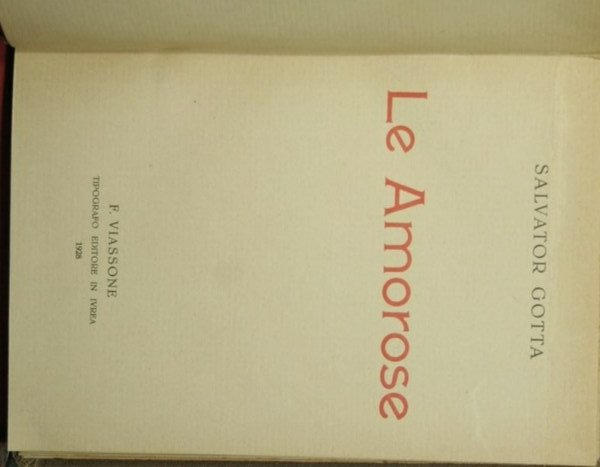 SALVATOR GOTTA
Le Amorose
F. VIASSONE
TIPOGRAFO EDITORE IN IVREA
1928